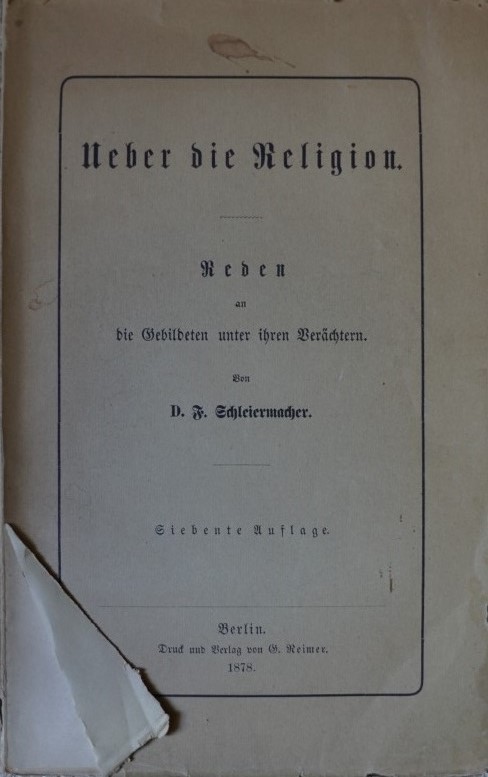 Ueber die Religion.
Reden
an
die Gebildeten unter ihren Verächtern.
Von
D. F. Schleiermacher.
Siebente Auflage.
Berlin.
Druck und Verlag von G. Reimer.
1878.